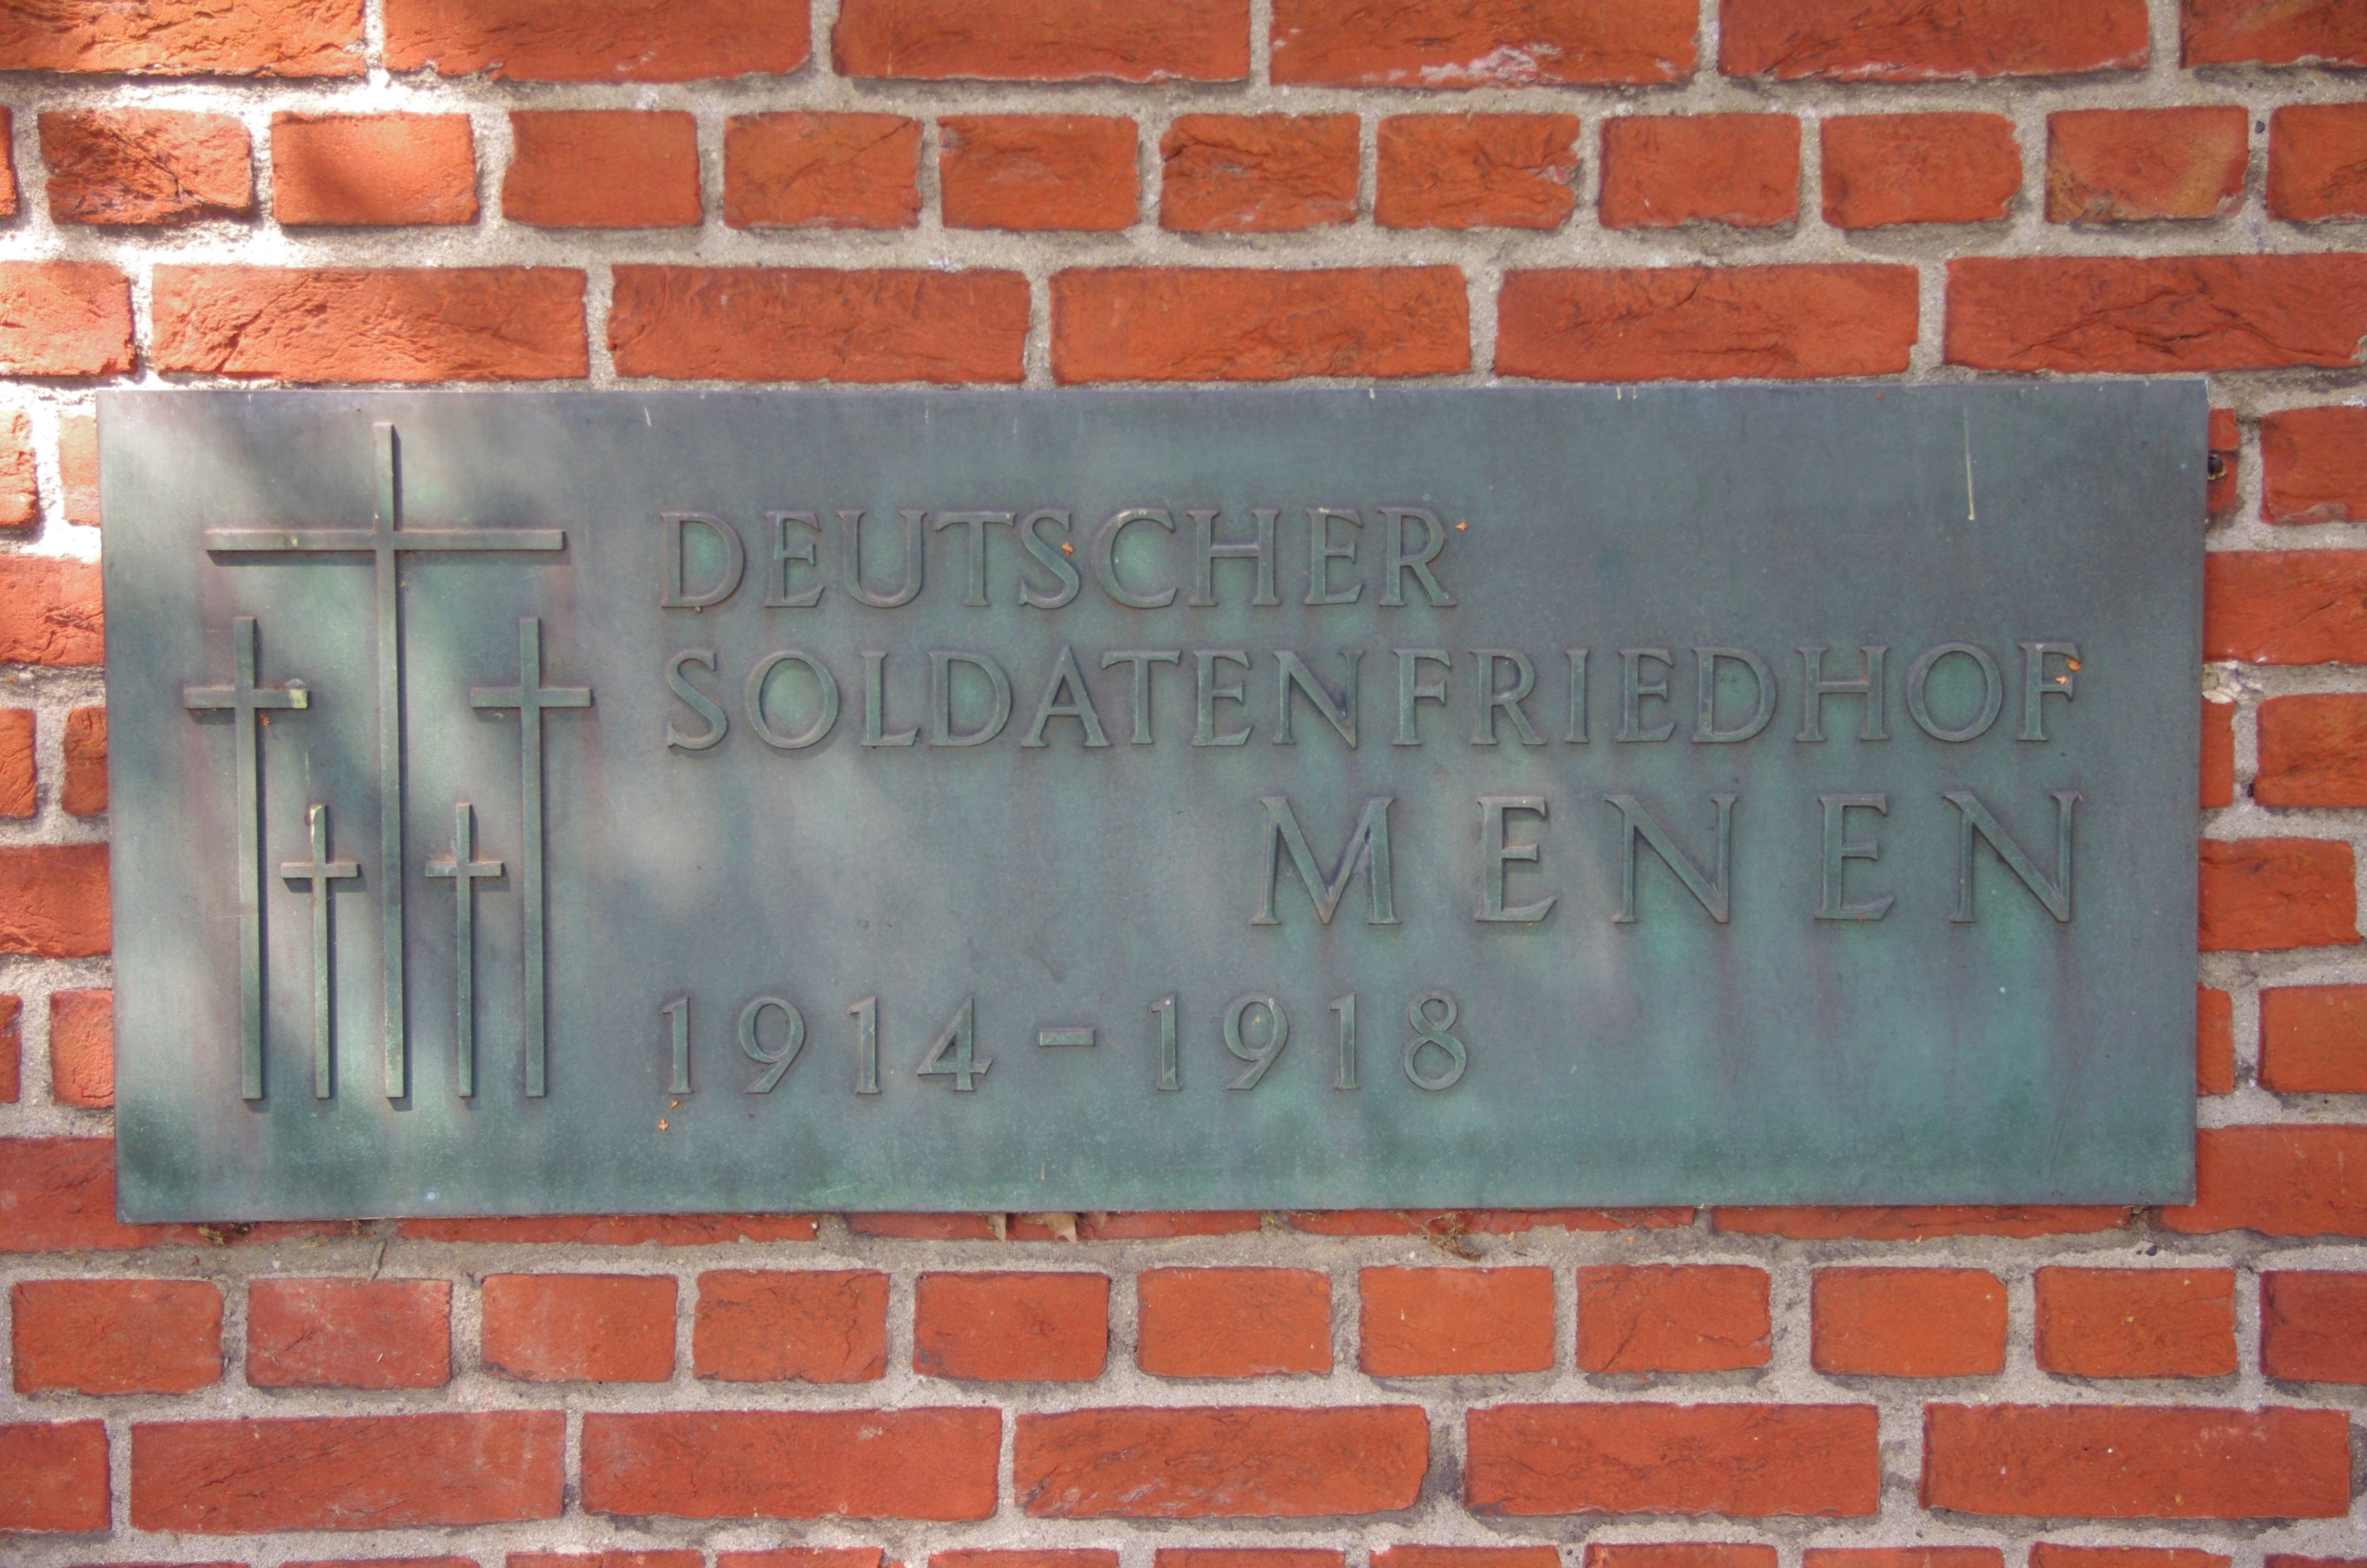 DEUTSCHER
SOLDATENFRIEDHOF
MENEN
1914-1918